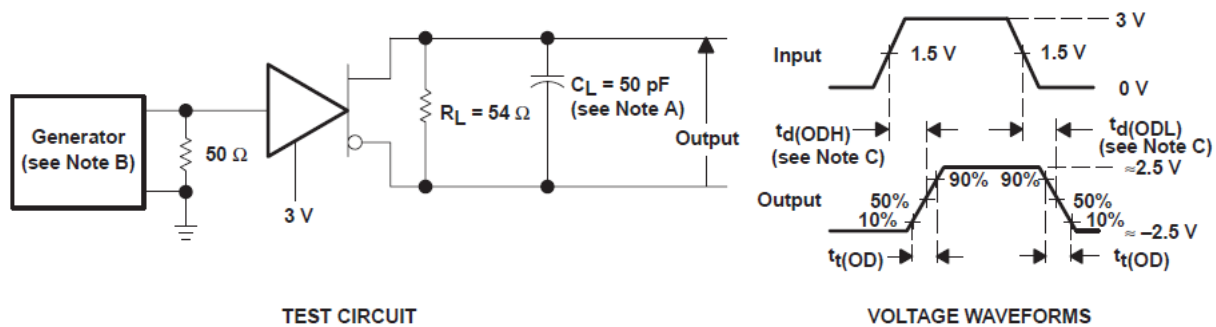 Generator
(see Note B)
50 Ω
3 V
R_L = 54 Ω
C_L = 50 pF
(see Note A)
Output
TEST CIRCUIT
Input
3 V
1.5 V
1.5 V
0 V
t_d(ODH)
(see Note C)
t_d(ODL)
(see Note C)
≈2.5 V
Output
90%
90%
50%
50%
10%
10%
≈ –2.5 V
t_t(OD)
t_t(OD)
VOLTAGE WAVEFORMS